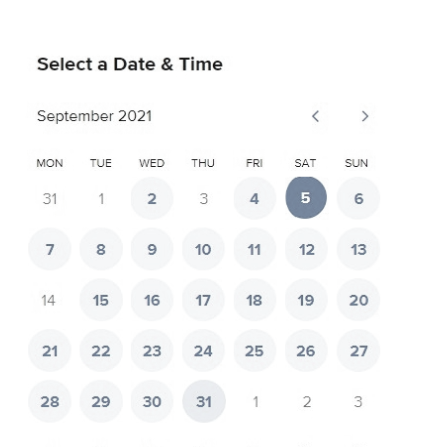 Select a Date & Time
September 2021
MON TUE WED THU FRI SAT SUN
31 1 2 3 4 5 6
7 8 9 10 11 12 13
14 15 16 17 18 19 20
21 22 23 24 25 26 27
28 29 30 31 1 2 3